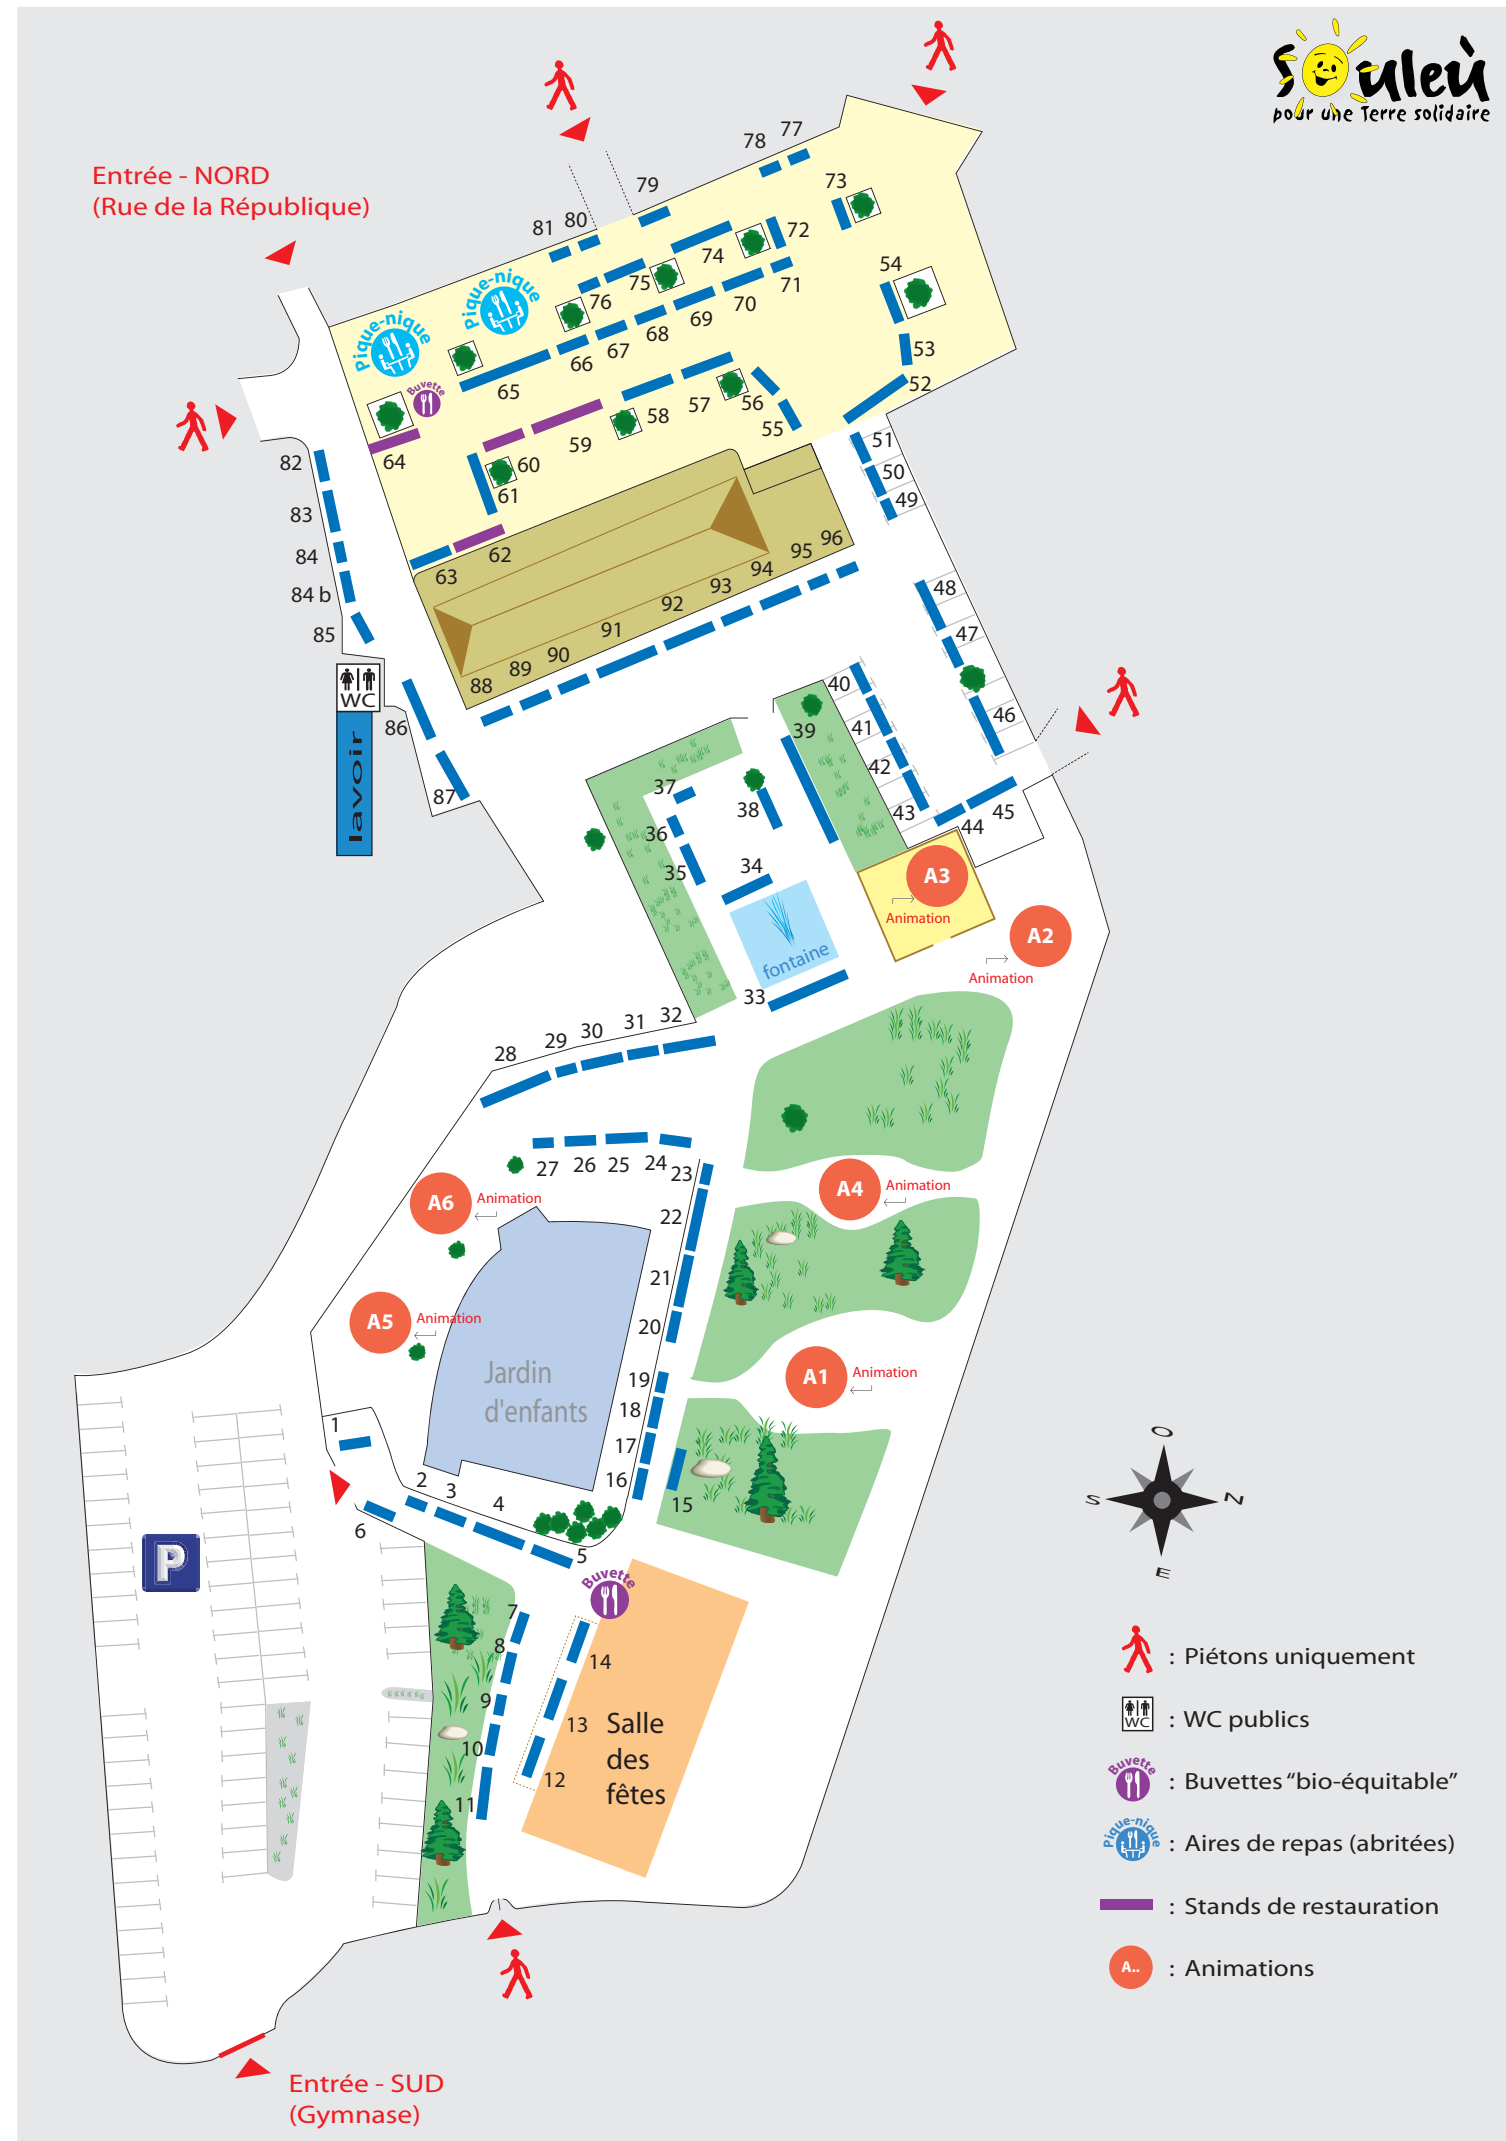 Souleù
pour une Terre solidaire
Entrée - NORD
(Rue de la République)
78
77
79
73
81
80
72
74
54
75
76
71
70
69
68
67
66
65
53
52
Pique-nique
Pique-nique
Buvette
58
57
56
55
59
60
61
64
62
63
51
50
49
82
83
84
84 b
85
WC
lavoir
86
87
88
89
90
91
92
93
94
95
96
48
47
46
40
41
42
43
39
44
45
37
36
35
38
34
fontaine
33
A3
Animation
A2
Animation
28
29
30
31
32
27
26
25
24
23
22
21
20
19
18
17
16
15
A6
Animation
A5
Animation
A4
Animation
A1
Animation
Jardin
d'enfants
1
2
3
4
5
6
P
Buvette
7
8
9
10
11
14
13
12
Salle
des
fêtes
O
S
N
E
: Piétons uniquement
WC
: WC publics
Buvette
: Buvettes “bio-équitable”
Pique-nique
: Aires de repas (abritées)
: Stands de restauration
A..
: Animations
Entrée - SUD
(Gymnase)